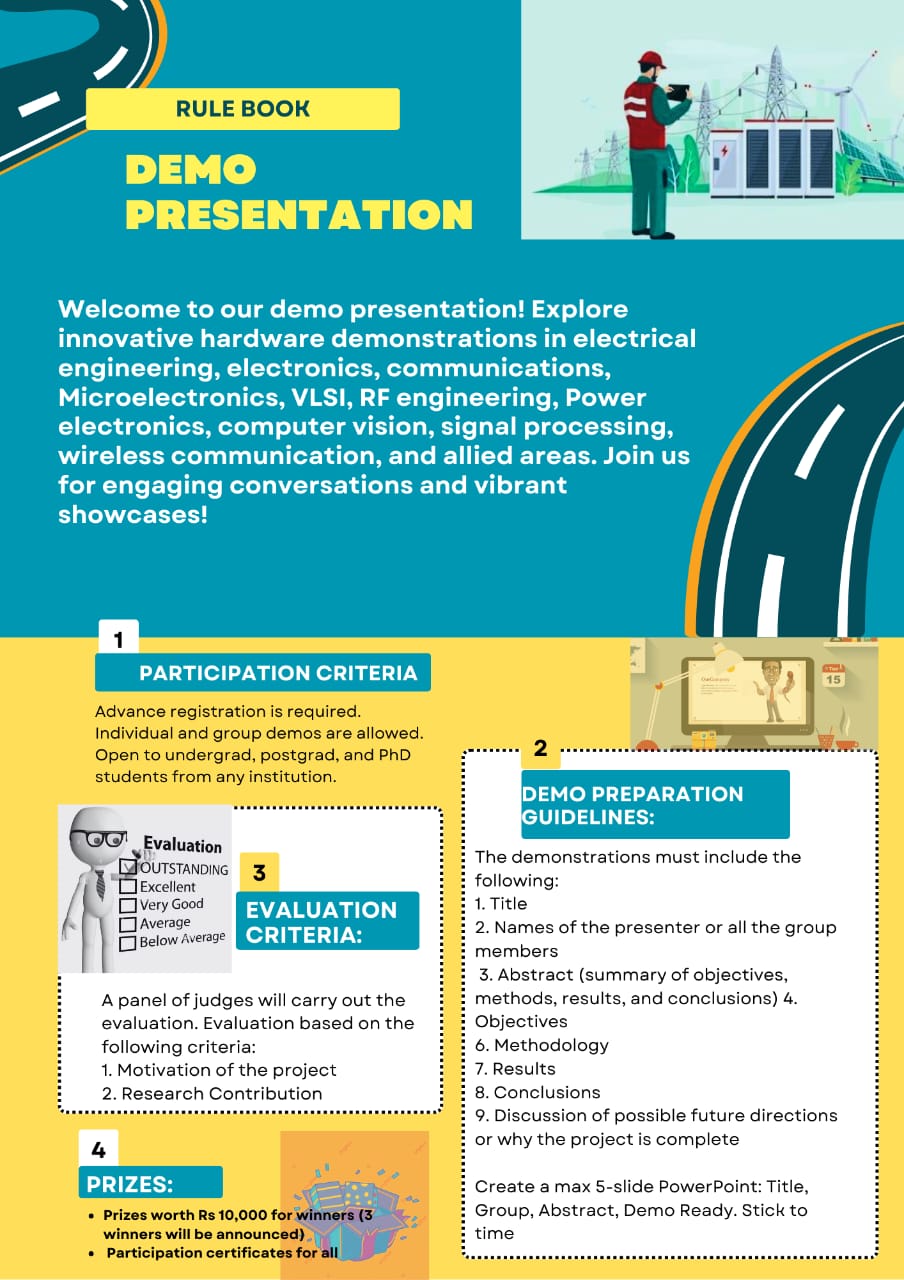 RULE BOOK
DEMO
PRESENTATION
Welcome to our demo presentation! Explore
innovative hardware demonstrations in electrical
engineering, electronics, communications,
Microelectronics, VLSI, RF engineering, Power
electronics, computer vision, signal processing,
wireless communication, and allied areas. Join us
for engaging conversations and vibrant
showcases!
1
PARTICIPATION CRITERIA
Advance registration is required.
Individual and group demos are allowed.
Open to undergrad, postgrad, and PhD
students from any institution.
15
2
DEMO PREPARATION
GUIDELINES:
The demonstrations must include the
following:
1. Title
2. Names of the presenter or all the group
members
3. Abstract (summary of objectives,
methods, results, and conclusions) 4.
Objectives
6. Methodology
7. Results
8. Conclusions
9. Discussion of possible future directions
or why the project is complete
Create a max 5-slide PowerPoint: Title,
Group, Abstract, Demo Ready. Stick to
time
Evaluation
OUTSTANDING
Excellent
Very Good
Average
Below Average
3
EVALUATION
CRITERIA:
A panel of judges will carry out the
evaluation. Evaluation based on the
following criteria:
1. Motivation of the project
2. Research Contribution
4
PRIZES:
• Prizes worth Rs 10,000 for winners (3
winners will be announced)
• Participation certificates for all